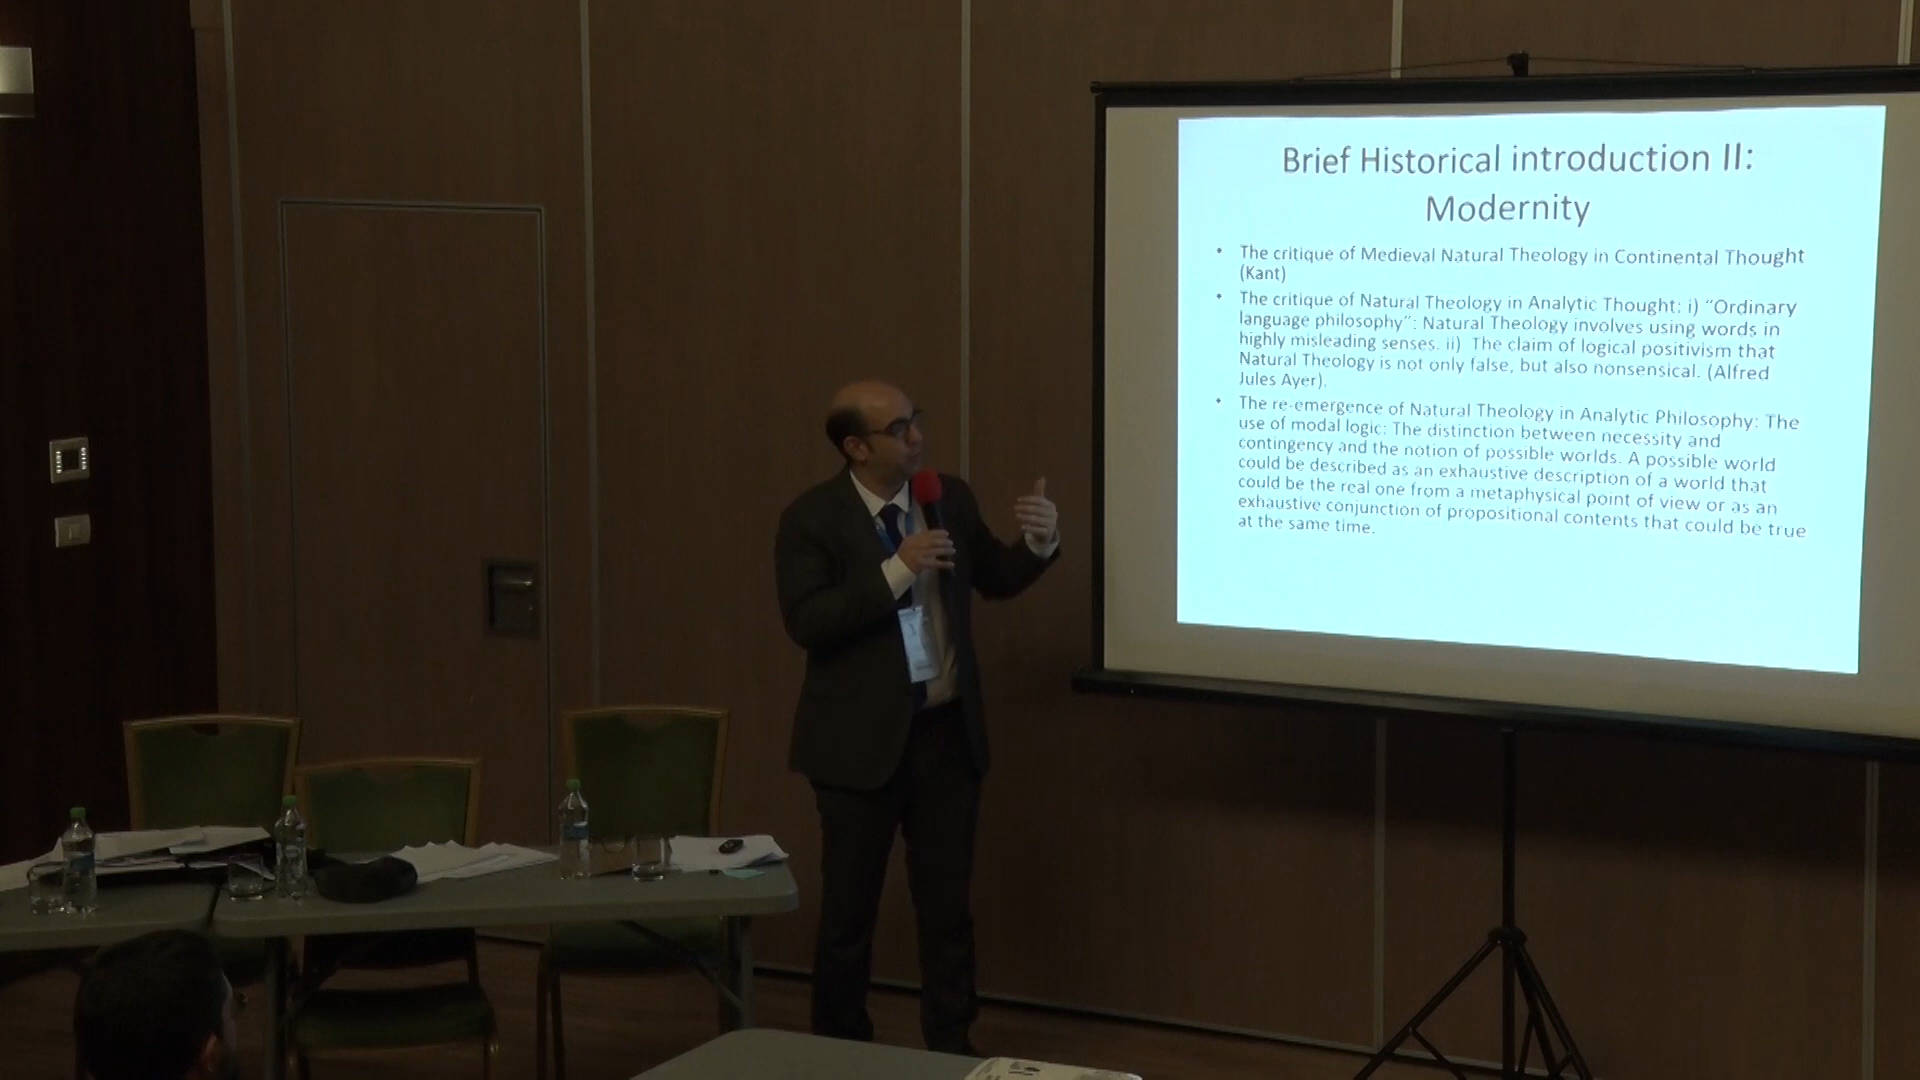 Brief Historical introduction II:
Modernity
• The critique of Medieval Natural Theology in Continental Thought
(Kant)
• The critique of Natural Theology in Analytic Thought: i) “Ordinary
language philosophy”: Natural Theology involves using words in
highly misleading senses. ii) The claim of logical positivism that
Natural Theology is not only false, but also nonsensical. (Alfred
Jules Ayer).
• The re-emergence of Natural Theology in Analytic Philosophy: The
use of modal logic: The distinction between necessity and
contingency and the notion of possible worlds. A possible world
could be described as an exhaustive description of a world that
could be the real one from a metaphysical point of view or as an
exhaustive conjunction of propositional contents that could be true
at the same time.